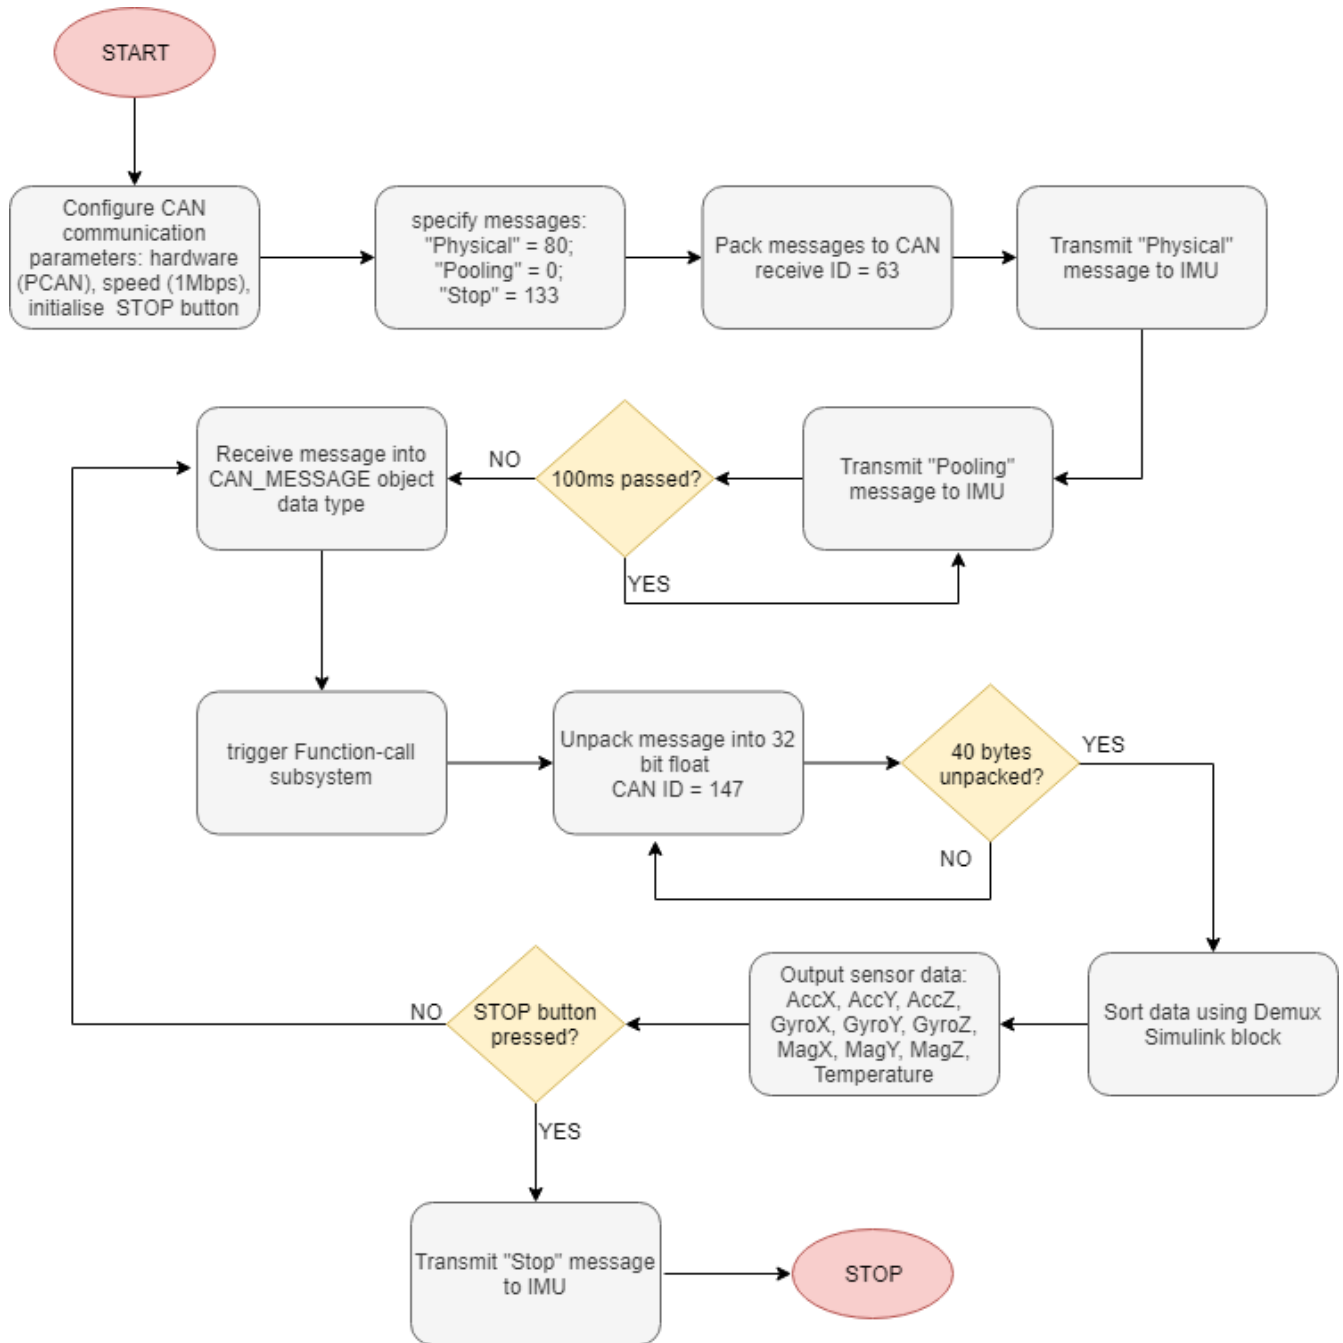 START
Configure CAN
communication
parameters: hardware
(PCAN), speed (1Mbps),
initialise STOP button
specify messages:
"Physical" = 80;
"Pooling" = 0;
"Stop" = 133
Pack messages to CAN
receive ID = 63
Transmit "Physical"
message to IMU
Transmit "Pooling"
message to IMU
100ms passed?
NO
YES
Receive message into
CAN_MESSAGE object
data type
trigger Function-call
subsystem
Unpack message into 32
bit float
CAN ID = 147
40 bytes
unpacked?
YES
NO
Sort data using Demux
Simulink block
Output sensor data:
AccX, AccY, AccZ,
GyroX, GyroY, GyroZ,
MagX, MagY, MagZ,
Temperature
STOP button
pressed?
NO
YES
Transmit "Stop" message
to IMU
STOP